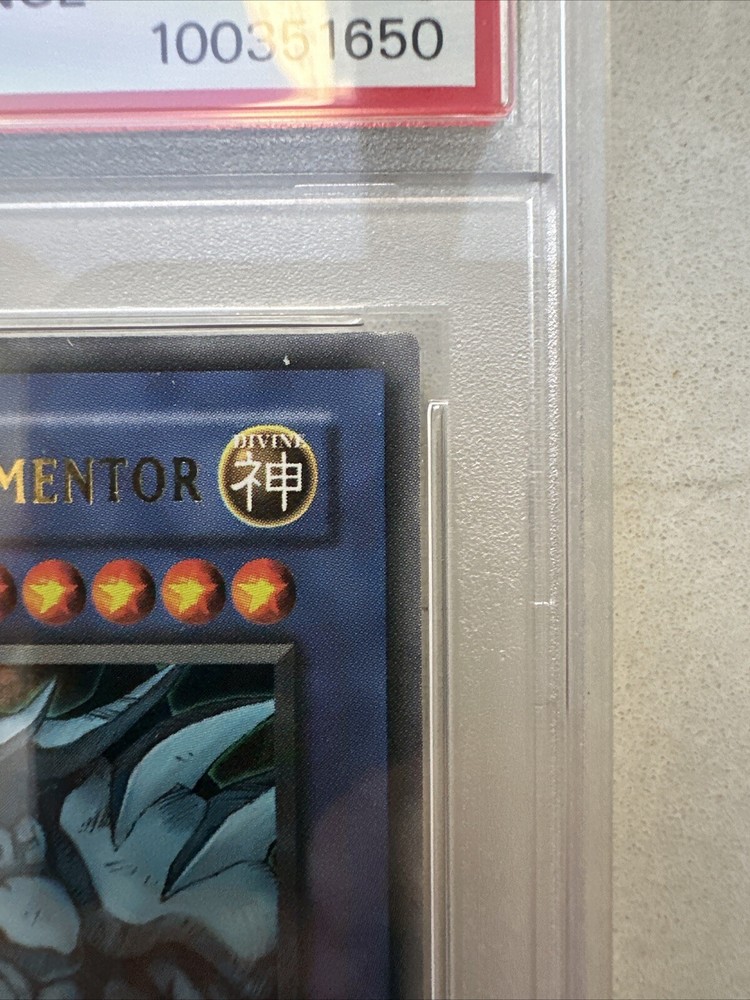 100351650
MENTOR
DIVINE
神